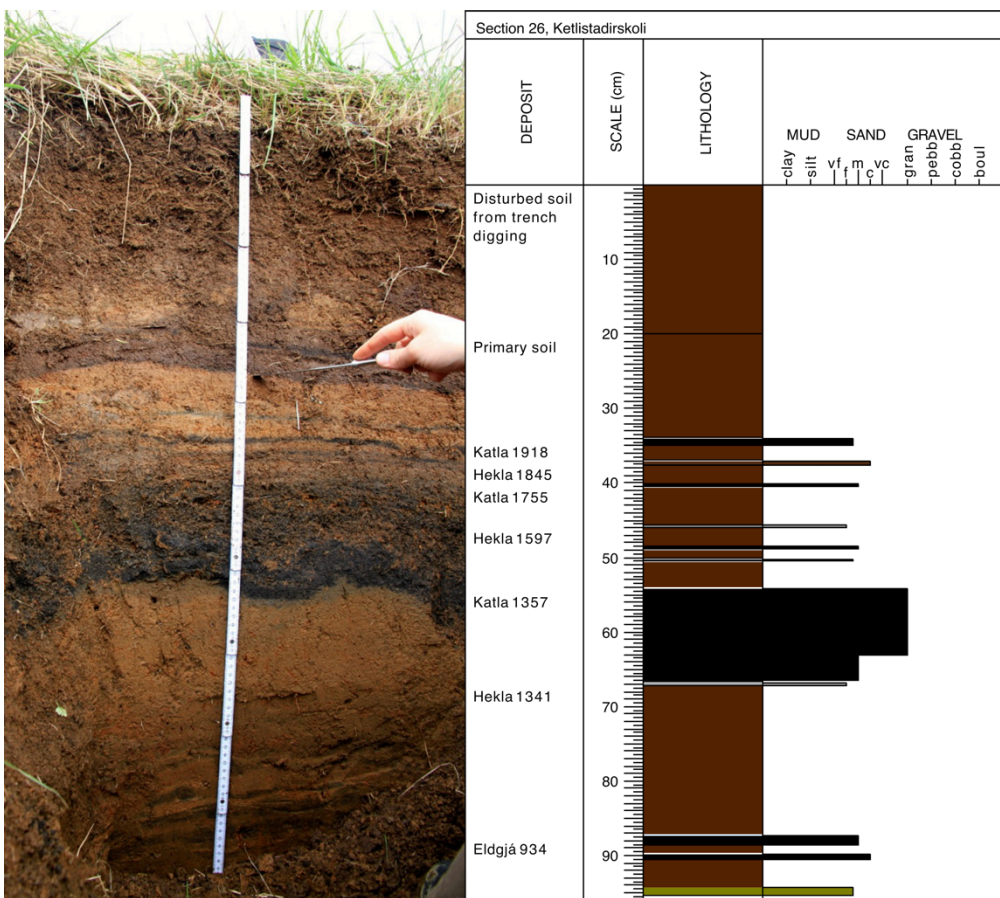 Section 26, Ketlistadirskoli
DEPOSIT
SCALE (cm)
LITHOLOGY
MUD SAND GRAVEL
clay silt vf f m c vc gran pebb cobbl boul
Disturbed soil
from trench
digging
10
20
Primary soil
30
Katla 1918
Hekla 1845
40
Katla 1755
Hekla 1597
50
Katla 1357
60
Hekla 1341
70
80
Eldgjá 934
90